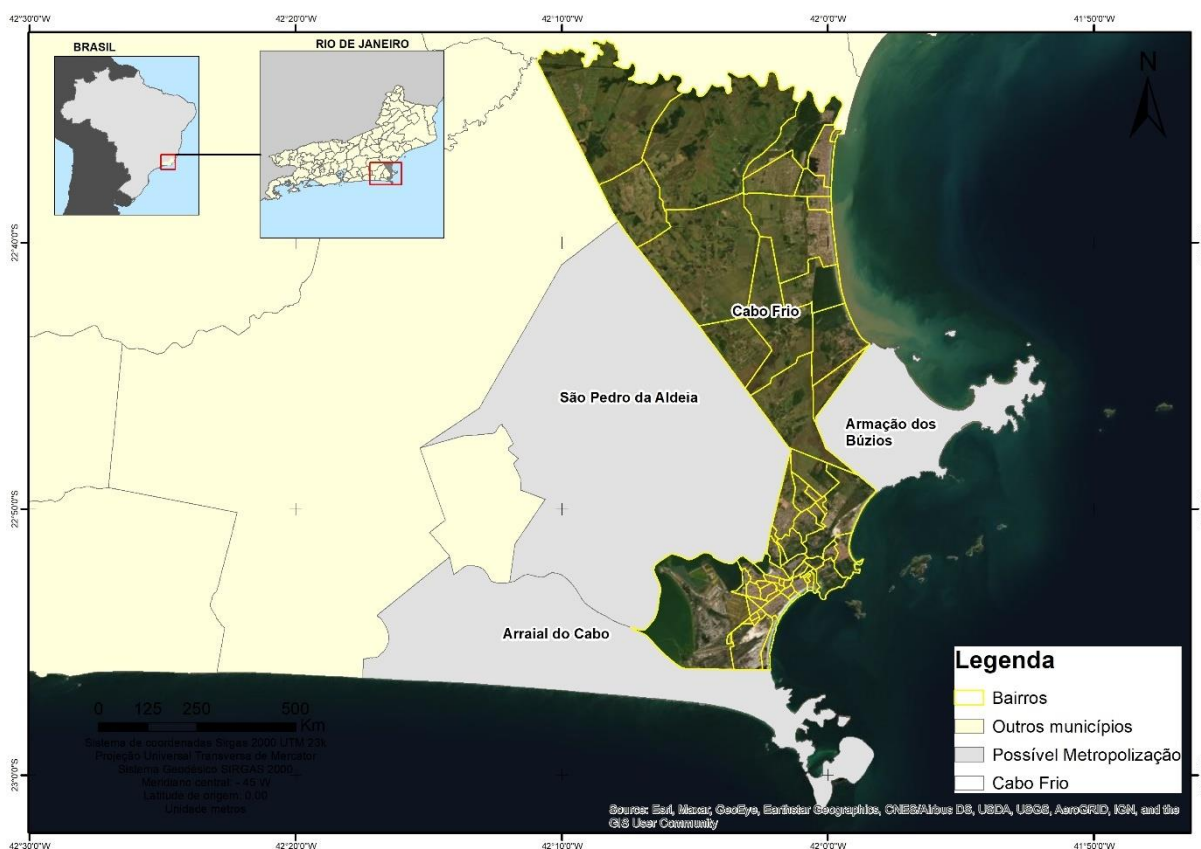 42°30'0"W 42°20'0"W 42°10'0"W 42°0'0"W 41°50'0"W
BRASIL
RIO DE JANEIRO
N
22°40'0"S
Cabo Frio
São Pedro da Aldeia
Armação dos
Búzios
22°50'0"S
Arraial do Cabo
Legenda
Bairros
Outros municípios
Possível Metropolização
Cabo Frio
0 125 250 500
Km
Sistema de coordenadas Sirgas 2000 UTM 23k
Projeção Universal Transversa de Mercator
Sistema Geodésico SIRGAS 2000
Meridiano central: - 45 W
Latitude de origem: 0.00
Unidade metros
23°0'0"S
Source: Esri, Maxar, GeoEye, Earthstar Geographics, CNES/Airbus DS, USDA, USGS, AeroGRID, IGN, and the
GIS User Community
42°30'0"W 42°20'0"W 42°10'0"W 42°0'0"W 41°50'0"W